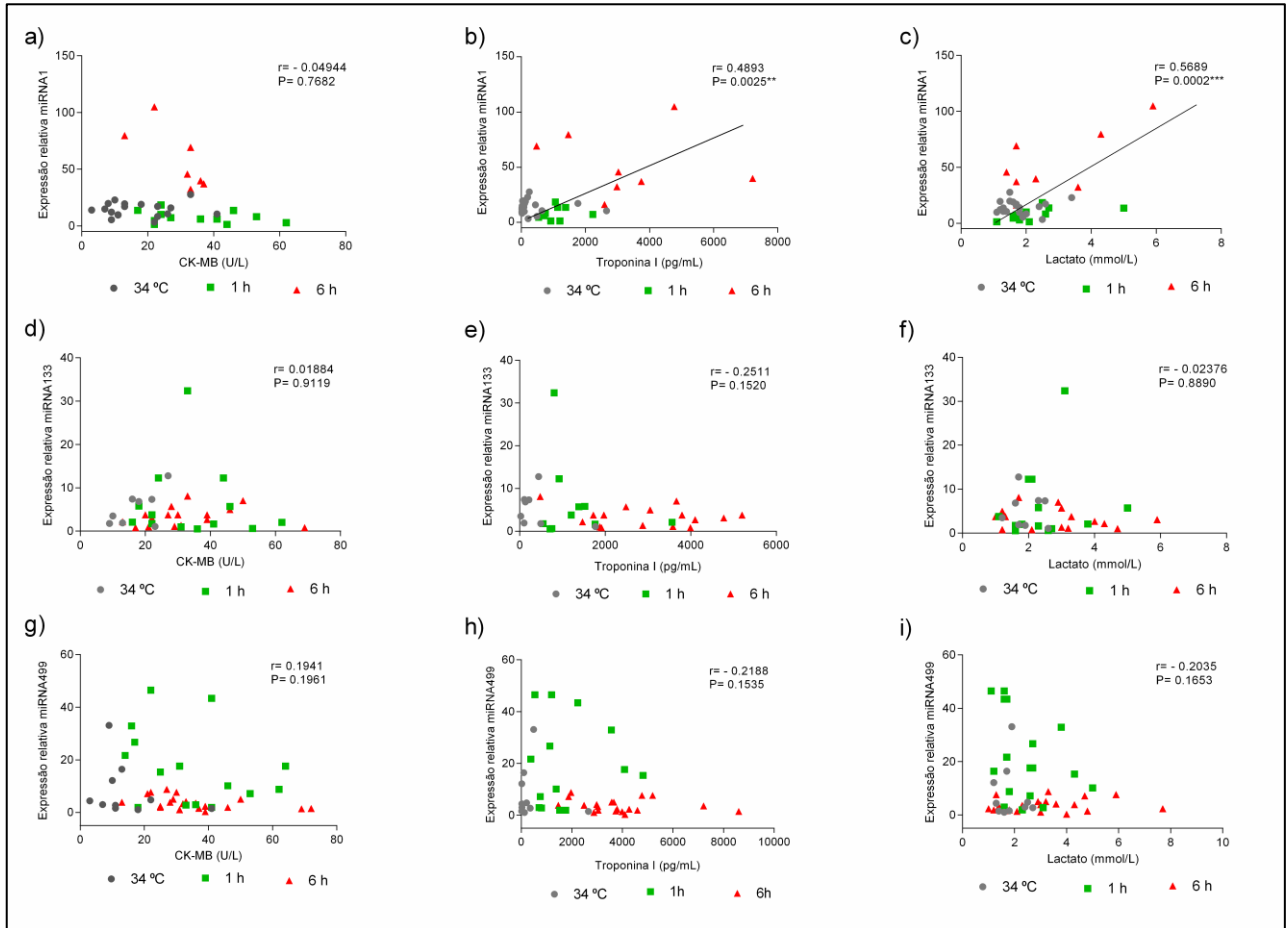 a)
r= - 0.04944
P= 0.7682
Expressão relativa miRNA1
150
100
50
0
0 20 40 60 80
CK-MB (U/L)
34 ºC 1 h 6 h
b)
r= 0.4893
P= 0.0025**
Expressão relativa miRNA1
150
100
50
0
0 2000 4000 6000 8000
Troponina I (pg/mL)
34 ºC 1 h 6 h
c)
r= 0.5689
P= 0.0002***
Expressão relativa miRNA1
150
100
50
0
0 2 4 6 8
Lactato (mmol/L)
34 ºC 1 h 6 h
d)
r= 0.01884
P= 0.9119
Expressão relativa miRNA133
40
30
20
10
0
0 20 40 60 80
CK-MB (U/L)
34 ºC 1 h 6 h
e)
r= - 0.2511
P= 0.1520
Expressão relativa miRNA133
40
30
20
10
0
0 2000 4000 6000
Troponina I (pg/mL)
34 ºC 1 h 6 h
f)
r= - 0.02376
P= 0.8890
Expressão relativa miRNA133
40
30
20
10
0
0 2 4 6 8
Lactato (mmol/L)
34 ºC 1 h 6 h
g)
r= 0.1941
P= 0.1961
Expressão relativa miRNA499
60
40
20
0
0 20 40 60 80
CK-MB (U/L)
34 ºC 1 h 6 h
h)
r= - 0.2188
P= 0.1535
Expressão relativa miRNA499
60
40
20
0
0 2000 4000 6000 8000 10000
Troponina I (pg/mL)
34 ºC 1h 6h
i)
r= - 0.2035
P= 0.1653
Expressão relativa miRNA499
60
40
20
0
0 2 4 6 8 10
Lactato (mmol/L)
34 ºC 1 h 6 h